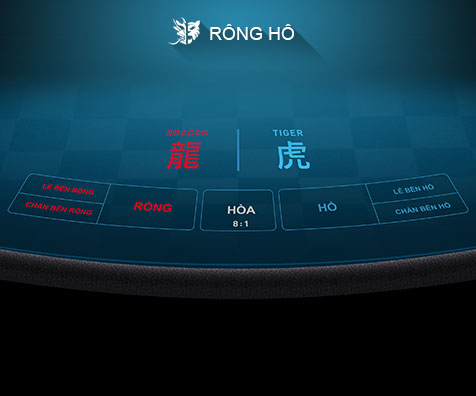 RỒNG HỔ
DRAGON
TIGER
龍
虎
LẺ BÊN RỒNG
CHẴN BÊN RỒNG
RỒNG
HÒA
8:1
HỔ
LẺ BÊN HỔ
CHẴN BÊN HỔ